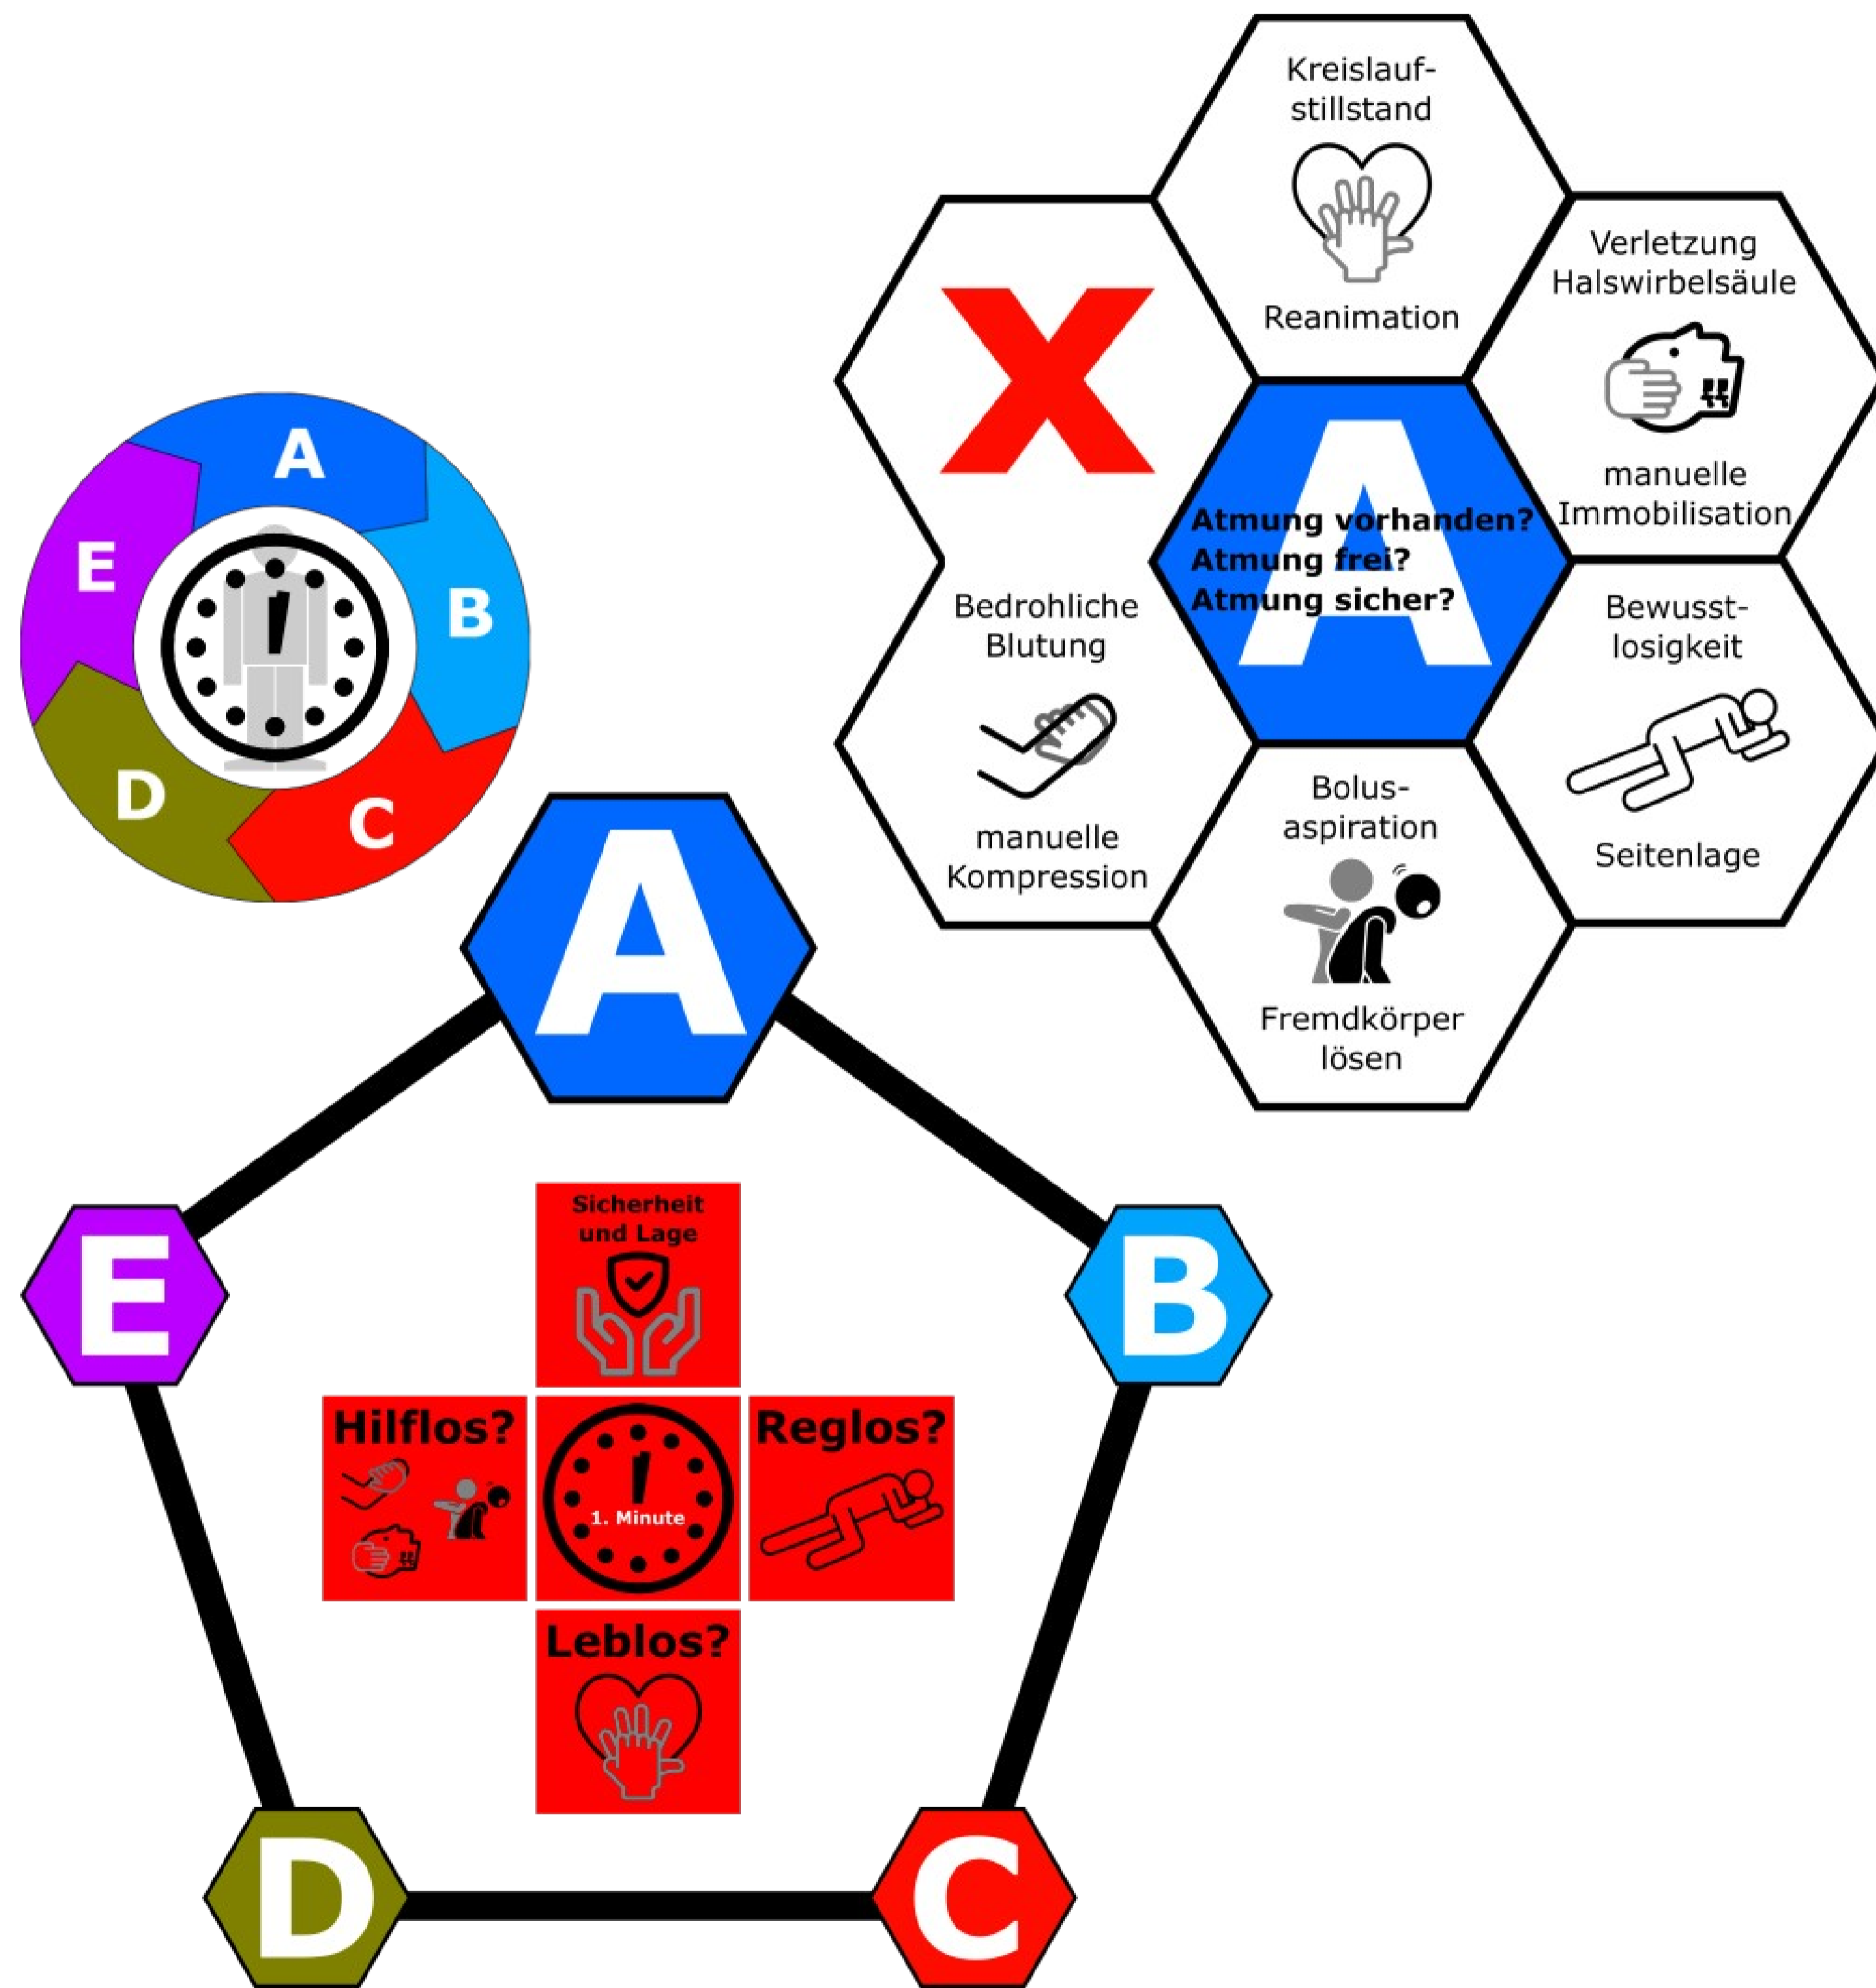 Kreislauf-
stillstand
Reanimation
Verletzung
Halswirbelsäule
manuelle
Immobilisation
X
Bedrohliche
Blutung
manuelle
Kompression
A
Atmung vorhanden?
Atmung frei?
Atmung sicher?
Bewusst-
losigkeit
Seitenlage
Bolus-
aspiration
Fremdkörper
lösen
A
B
C
D
E
A
B
C
D
E
Sicherheit
und Lage
Hilflos?
1. Minute
Reglos?
Leblos?